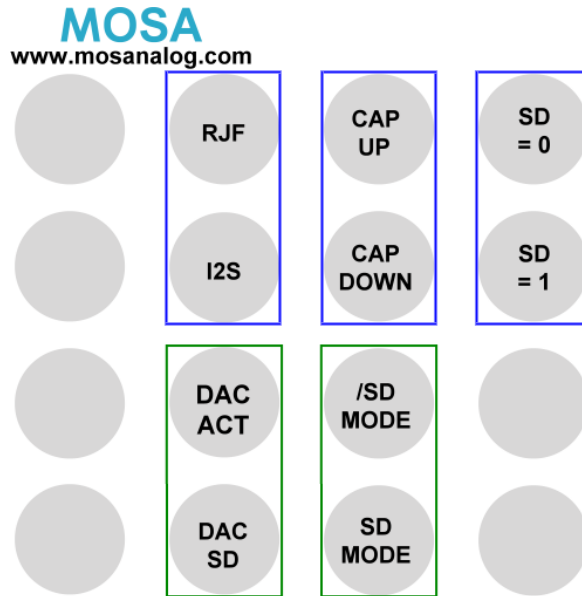 MOSA
www.mosanalog.com
RJF
CAP
UP
SD
= 0
I2S
CAP
DOWN
SD
= 1
DAC
ACT
/SD
MODE
DAC
SD
SD
MODE